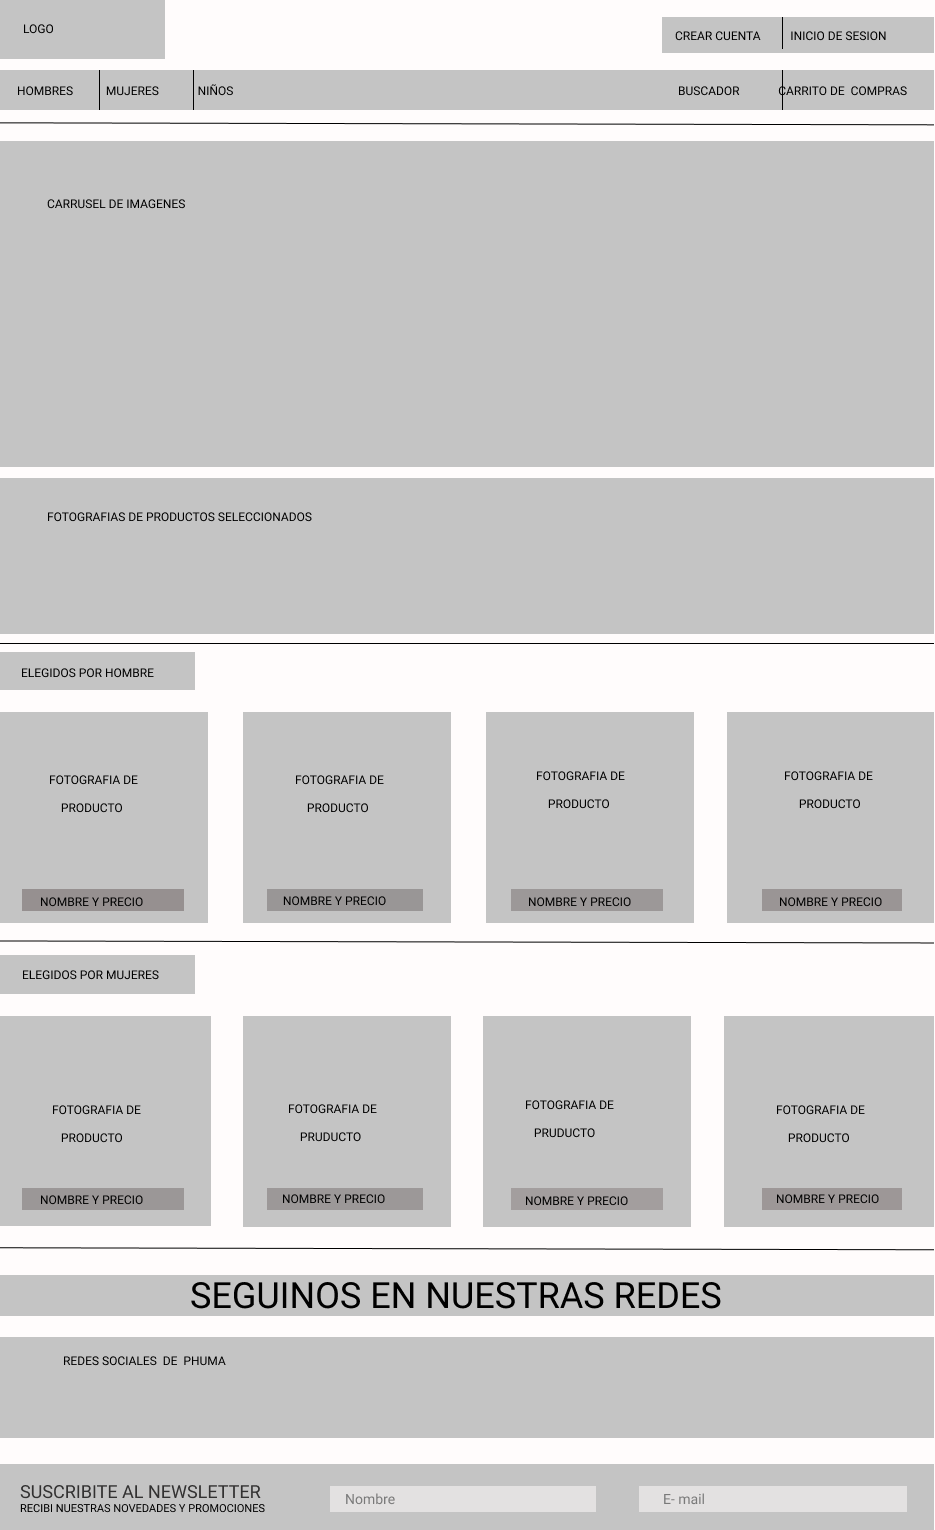 LOGO
CREAR CUENTA
INICIO DE SESION
HOMBRES
MUJERES
NIÑOS
BUSCADOR
CARRITO DE COMPRAS
CARRUSEL DE IMAGENES
FOTOGRAFIAS DE PRODUCTOS SELECCIONADOS
ELEGIDOS POR HOMBRE
FOTOGRAFIA DE
PRODUCTO
NOMBRE Y PRECIO
FOTOGRAFIA DE
PRODUCTO
NOMBRE Y PRECIO
FOTOGRAFIA DE
PRODUCTO
NOMBRE Y PRECIO
FOTOGRAFIA DE
PRODUCTO
NOMBRE Y PRECIO
ELEGIDOS POR MUJERES
FOTOGRAFIA DE
PRODUCTO
NOMBRE Y PRECIO
FOTOGRAFIA DE
PRUDUCTO
NOMBRE Y PRECIO
FOTOGRAFIA DE
PRUDUCTO
NOMBRE Y PRECIO
FOTOGRAFIA DE
PRODUCTO
NOMBRE Y PRECIO
SEGUINOS EN NUESTRAS REDES
REDES SOCIALES DE PHUMA
SUSCRIBITE AL NEWSLETTER
RECIBI NUESTRAS NOVEDADES Y PROMOCIONES
Nombre
E- mail